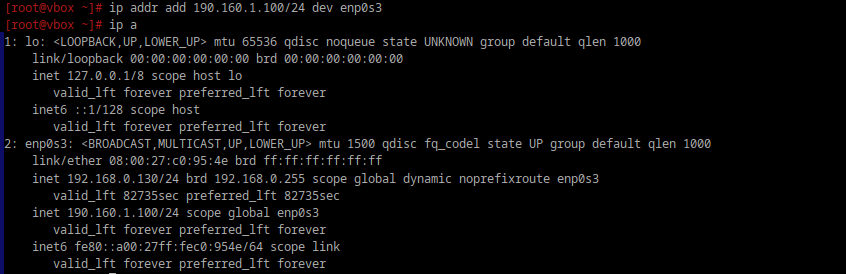 [root@vbox ~]# ip addr add 190.160.1.100/24 dev enp0s3
[root@vbox ~]# ip a
1: lo: <LOOPBACK,UP,LOWER_UP> mtu 65536 qdisc noqueue state UNKNOWN group default qlen 1000
    link/loopback 00:00:00:00:00:00 brd 00:00:00:00:00:00
    inet 127.0.0.1/8 scope host lo
       valid_lft forever preferred_lft forever
    inet6 ::1/128 scope host
       valid_lft forever preferred_lft forever
2: enp0s3: <BROADCAST,MULTICAST,UP,LOWER_UP> mtu 1500 qdisc fq_codel state UP group default qlen 1000
    link/ether 08:00:27:c0:95:4e brd ff:ff:ff:ff:ff:ff
    inet 192.168.0.130/24 brd 192.168.0.255 scope global dynamic noprefixroute enp0s3
       valid_lft 82735sec preferred_lft 82735sec
    inet 190.160.1.100/24 scope global enp0s3
       valid_lft forever preferred_lft forever
    inet6 fe80::a00:27ff:fec0:954e/64 scope link
       valid_lft forever preferred_lft forever